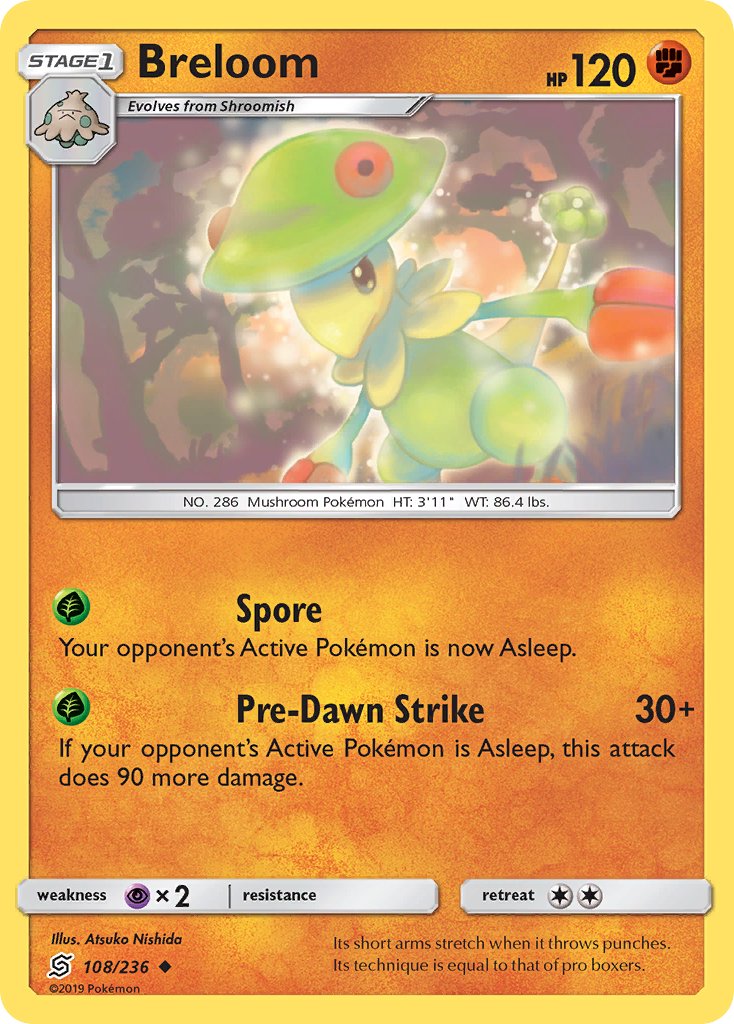 STAGE 1
Breloom
HP 120
Evolves from Shroomish
NO. 286 Mushroom Pokémon HT: 3'11" WT: 86.4 lbs.
Spore
Your opponent's Active Pokémon is now Asleep.
Pre-Dawn Strike 30+
If your opponent's Active Pokémon is Asleep, this attack
does 90 more damage.
weakness × 2 resistance retreat
Illus. Atsuko Nishida
108/236
©2019 Pokémon
Its short arms stretch when it throws punches.
Its technique is equal to that of pro boxers.